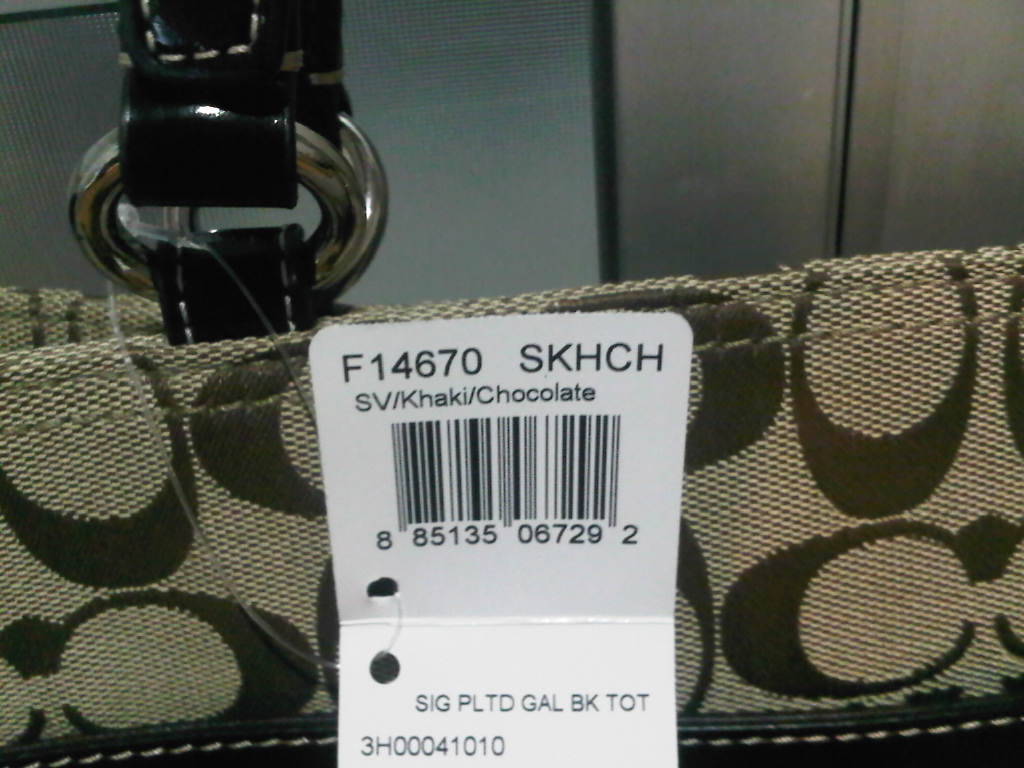 F14670 SKHCH
SV/Khaki/Chocolate
8 85135 06729 2
SIG PLTD GAL BK TOT
3H00041010